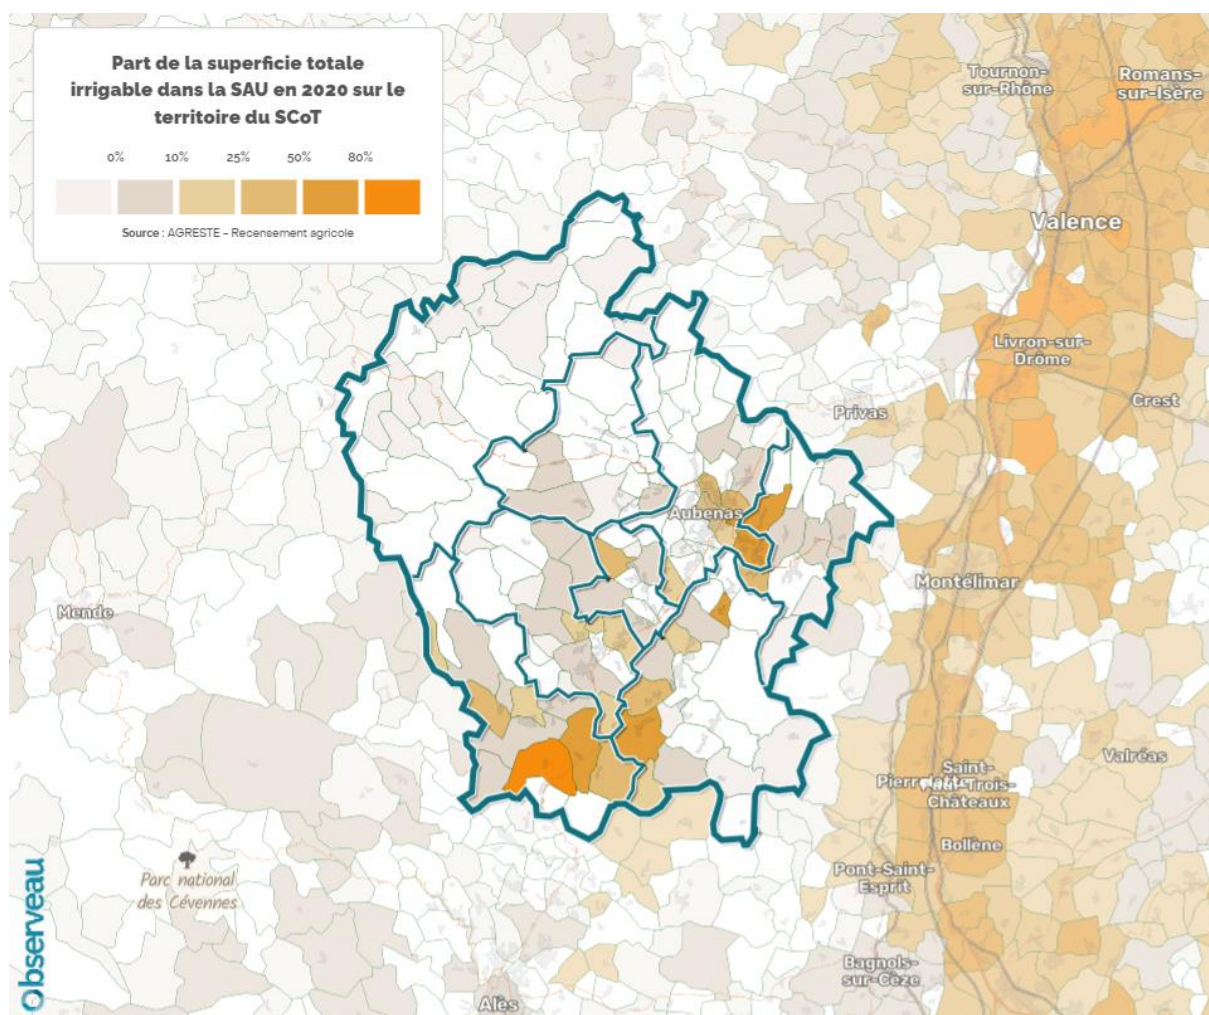 Part de la superficie totale
irrigable dans la SAU en 2020 sur le
territoire du SCoT
0% 10% 25% 50% 80%
Source : AGRESTE - Recensement agricole
Tournon-
sur-Rhône
Romans-
sur-Isère
Valence
Livron-sur-
Drôme
Crest
Privas
Aubenas
Montélimar
Mende
Valréas
Pierrelatte
Saint-
Paul-Trois-
Châteaux
Bollène
Parc national
des Cévennes
Pont-Saint-
Esprit
Bagnols-
sur-Cèze
Alès
Observeau